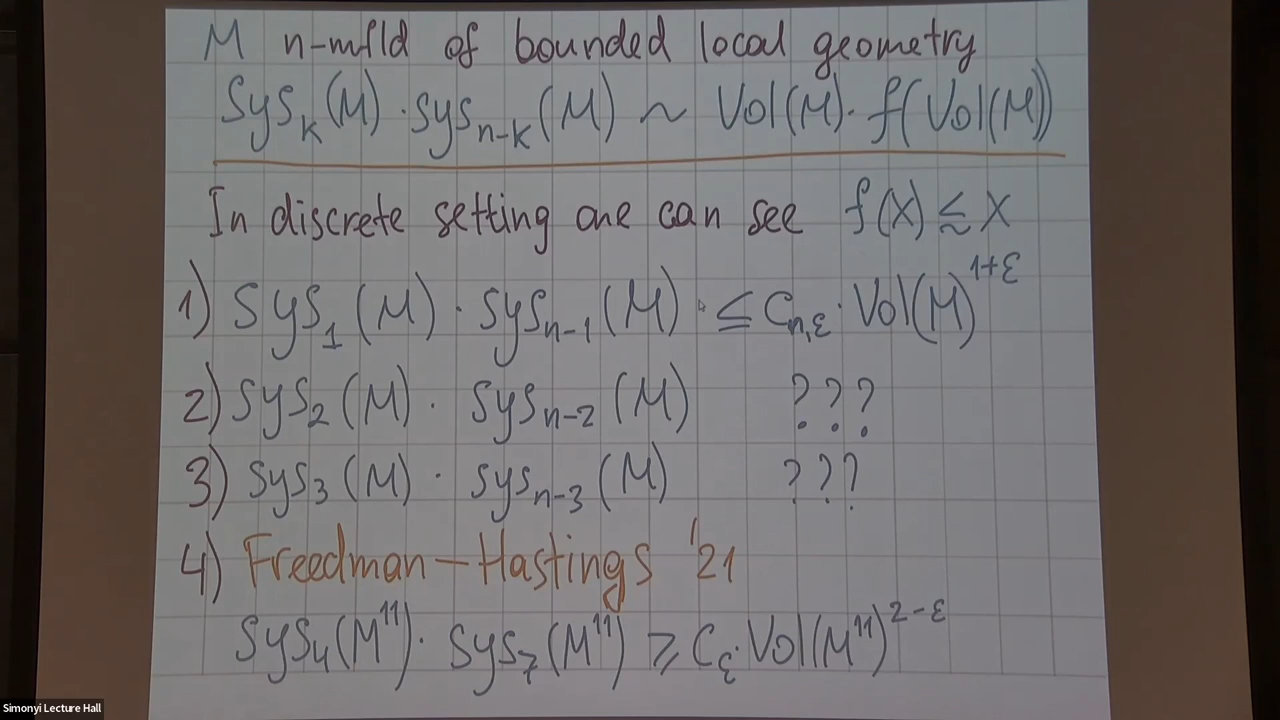 M n-mfld of bounded local geometry
Sys_k(M) · sys_{n-k}(M) ~ Vol(M) · f(Vol(M))
In discrete setting one can see f(x) ≲ x
1) Sys_1(M) · Sys_{n-1}(M) · ≤ C_{n,ε} · Vol(M)^{1+ε}
2) Sys_2(M) · Sys_{n-2}(M) ???
3) Sys_3(M) · Sys_{n-3}(M) ???
4) Freedman-Hastings '21
Sys_4(M^{11}) · Sys_7(M^{11}) ≥ C_ε · Vol(M^{11})^{2-ε}
Simonyi Lecture Hall